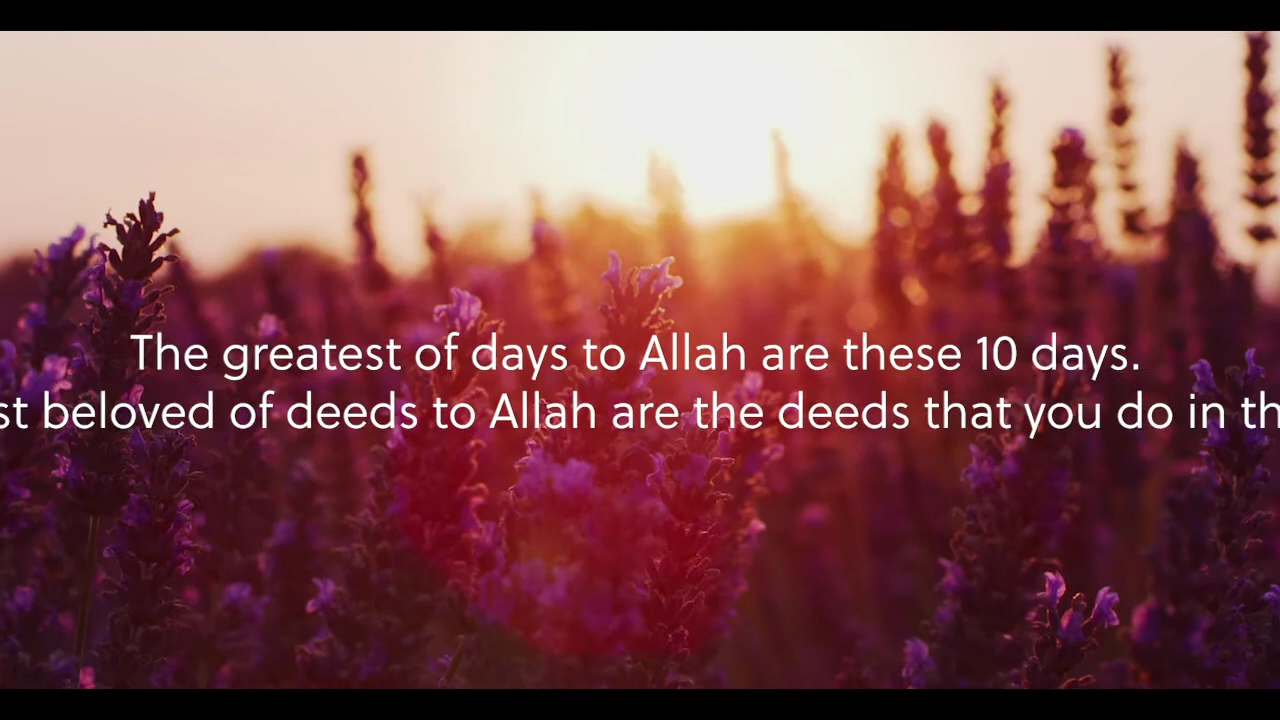 The greatest of days to Allah are these 10 days.
beloved of deeds to Allah are the deeds that you do in